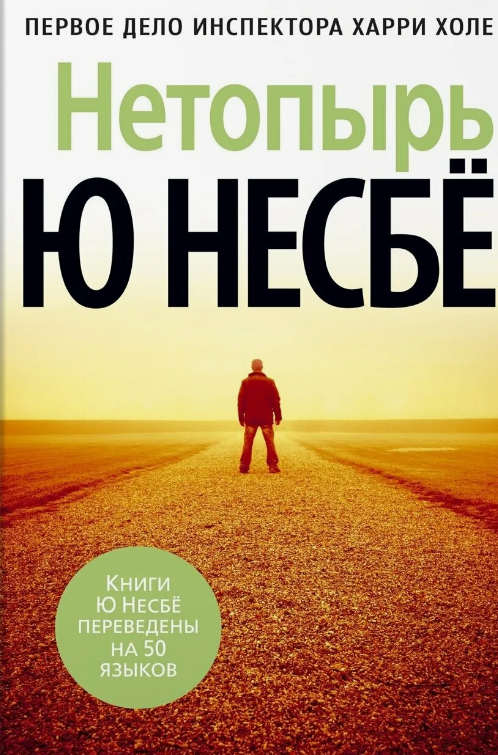 ПЕРВОЕ ДЕЛО ИНСПЕКТОРА ХАРРИ ХОЛЕ
Нетопырь
Ю НЕСБЁ
Книги
Ю Несбё
переведены
на 50
языков